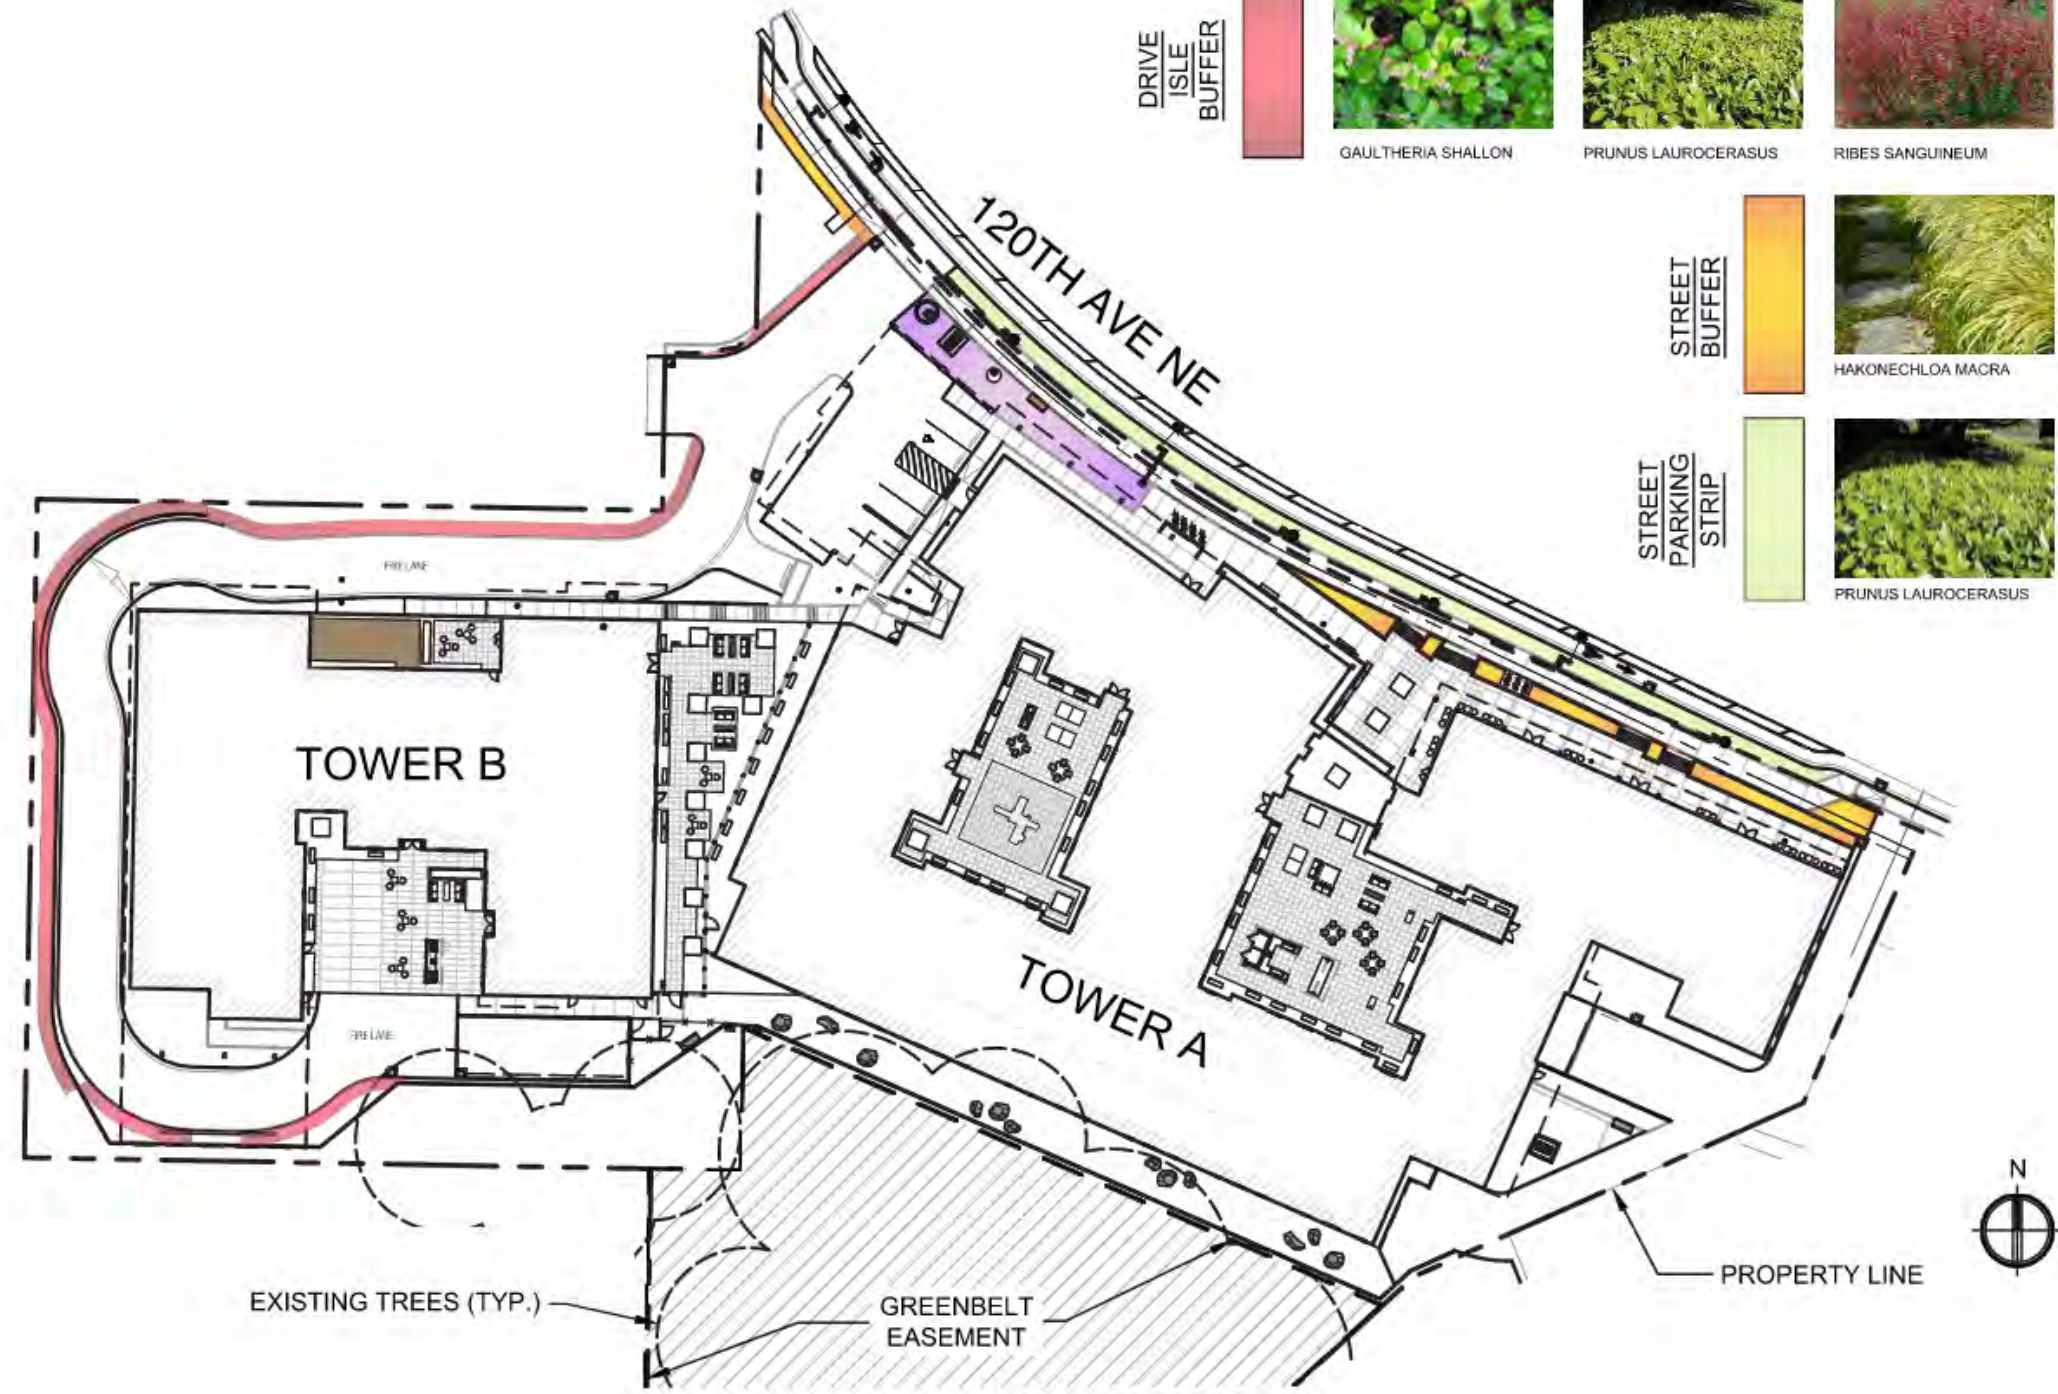 DRIVE
ISLE
BUFFFER
GAULTHERIA SHALLON
PRUNUS LAUROCERASUS
RIBES SANGUINEUM
120TH AVE NE
STREET
BUFFER
HAKONECHLOA MACRA
STREET
PARKING
STRIP
PRUNUS LAUROCERASUS
FIRE LANE
TOWER B
TOWER A
FIRE LANE
N
PROPERTY LINE
EXISTING TREES (TYP.)
GREENBELT
EASEMENT